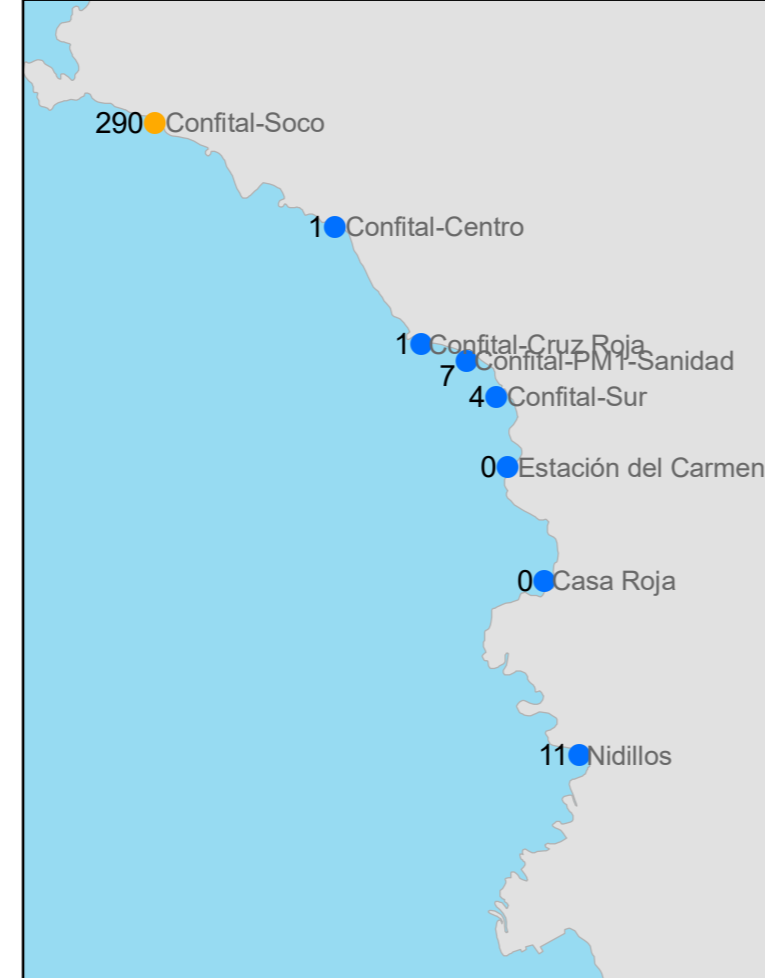 290 Confital-Soco
1 Confital-Centro
1 Confital-Cruz Roja
7 Confital-PM1-Sanidad
4 Confital-Sur
0 Estación del Carmen
0 Casa Roja
11 Nidillos